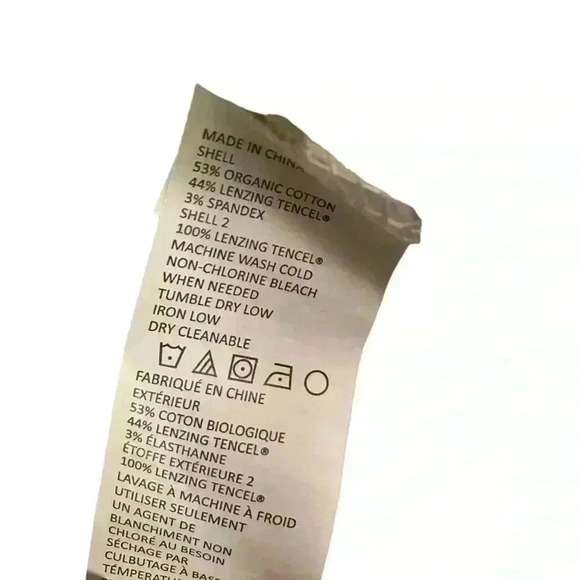 MADE IN CHINA
SHELL
53% ORGANIC COTTON
44% LENZING TENCEL®
3% SPANDEX
SHELL 2
100% LENZING TENCEL®
MACHINE WASH COLD
NON-CHLORINE BLEACH
WHEN NEEDED
TUMBLE DRY LOW
IRON LOW
DRY CLEANABLE
FABRIQUÉ EN CHINE
EXTÉRIEUR
53% COTON BIOLOGIQUE
44% LENZING TENCEL®
3% ÉLASTHANNE
ÉTOFFE EXTÉRIEURE 2
100% LENZING TENCEL®
LAVAGE À MACHINE À FROID
UTILISER SEULEMENT
UN AGENT DE
BLANCHIMENT NON
CHLORÉ AU BESOIN
SÉCHAGE PAR
CULBUTAGE À BASSE
TEMPÉRATURE